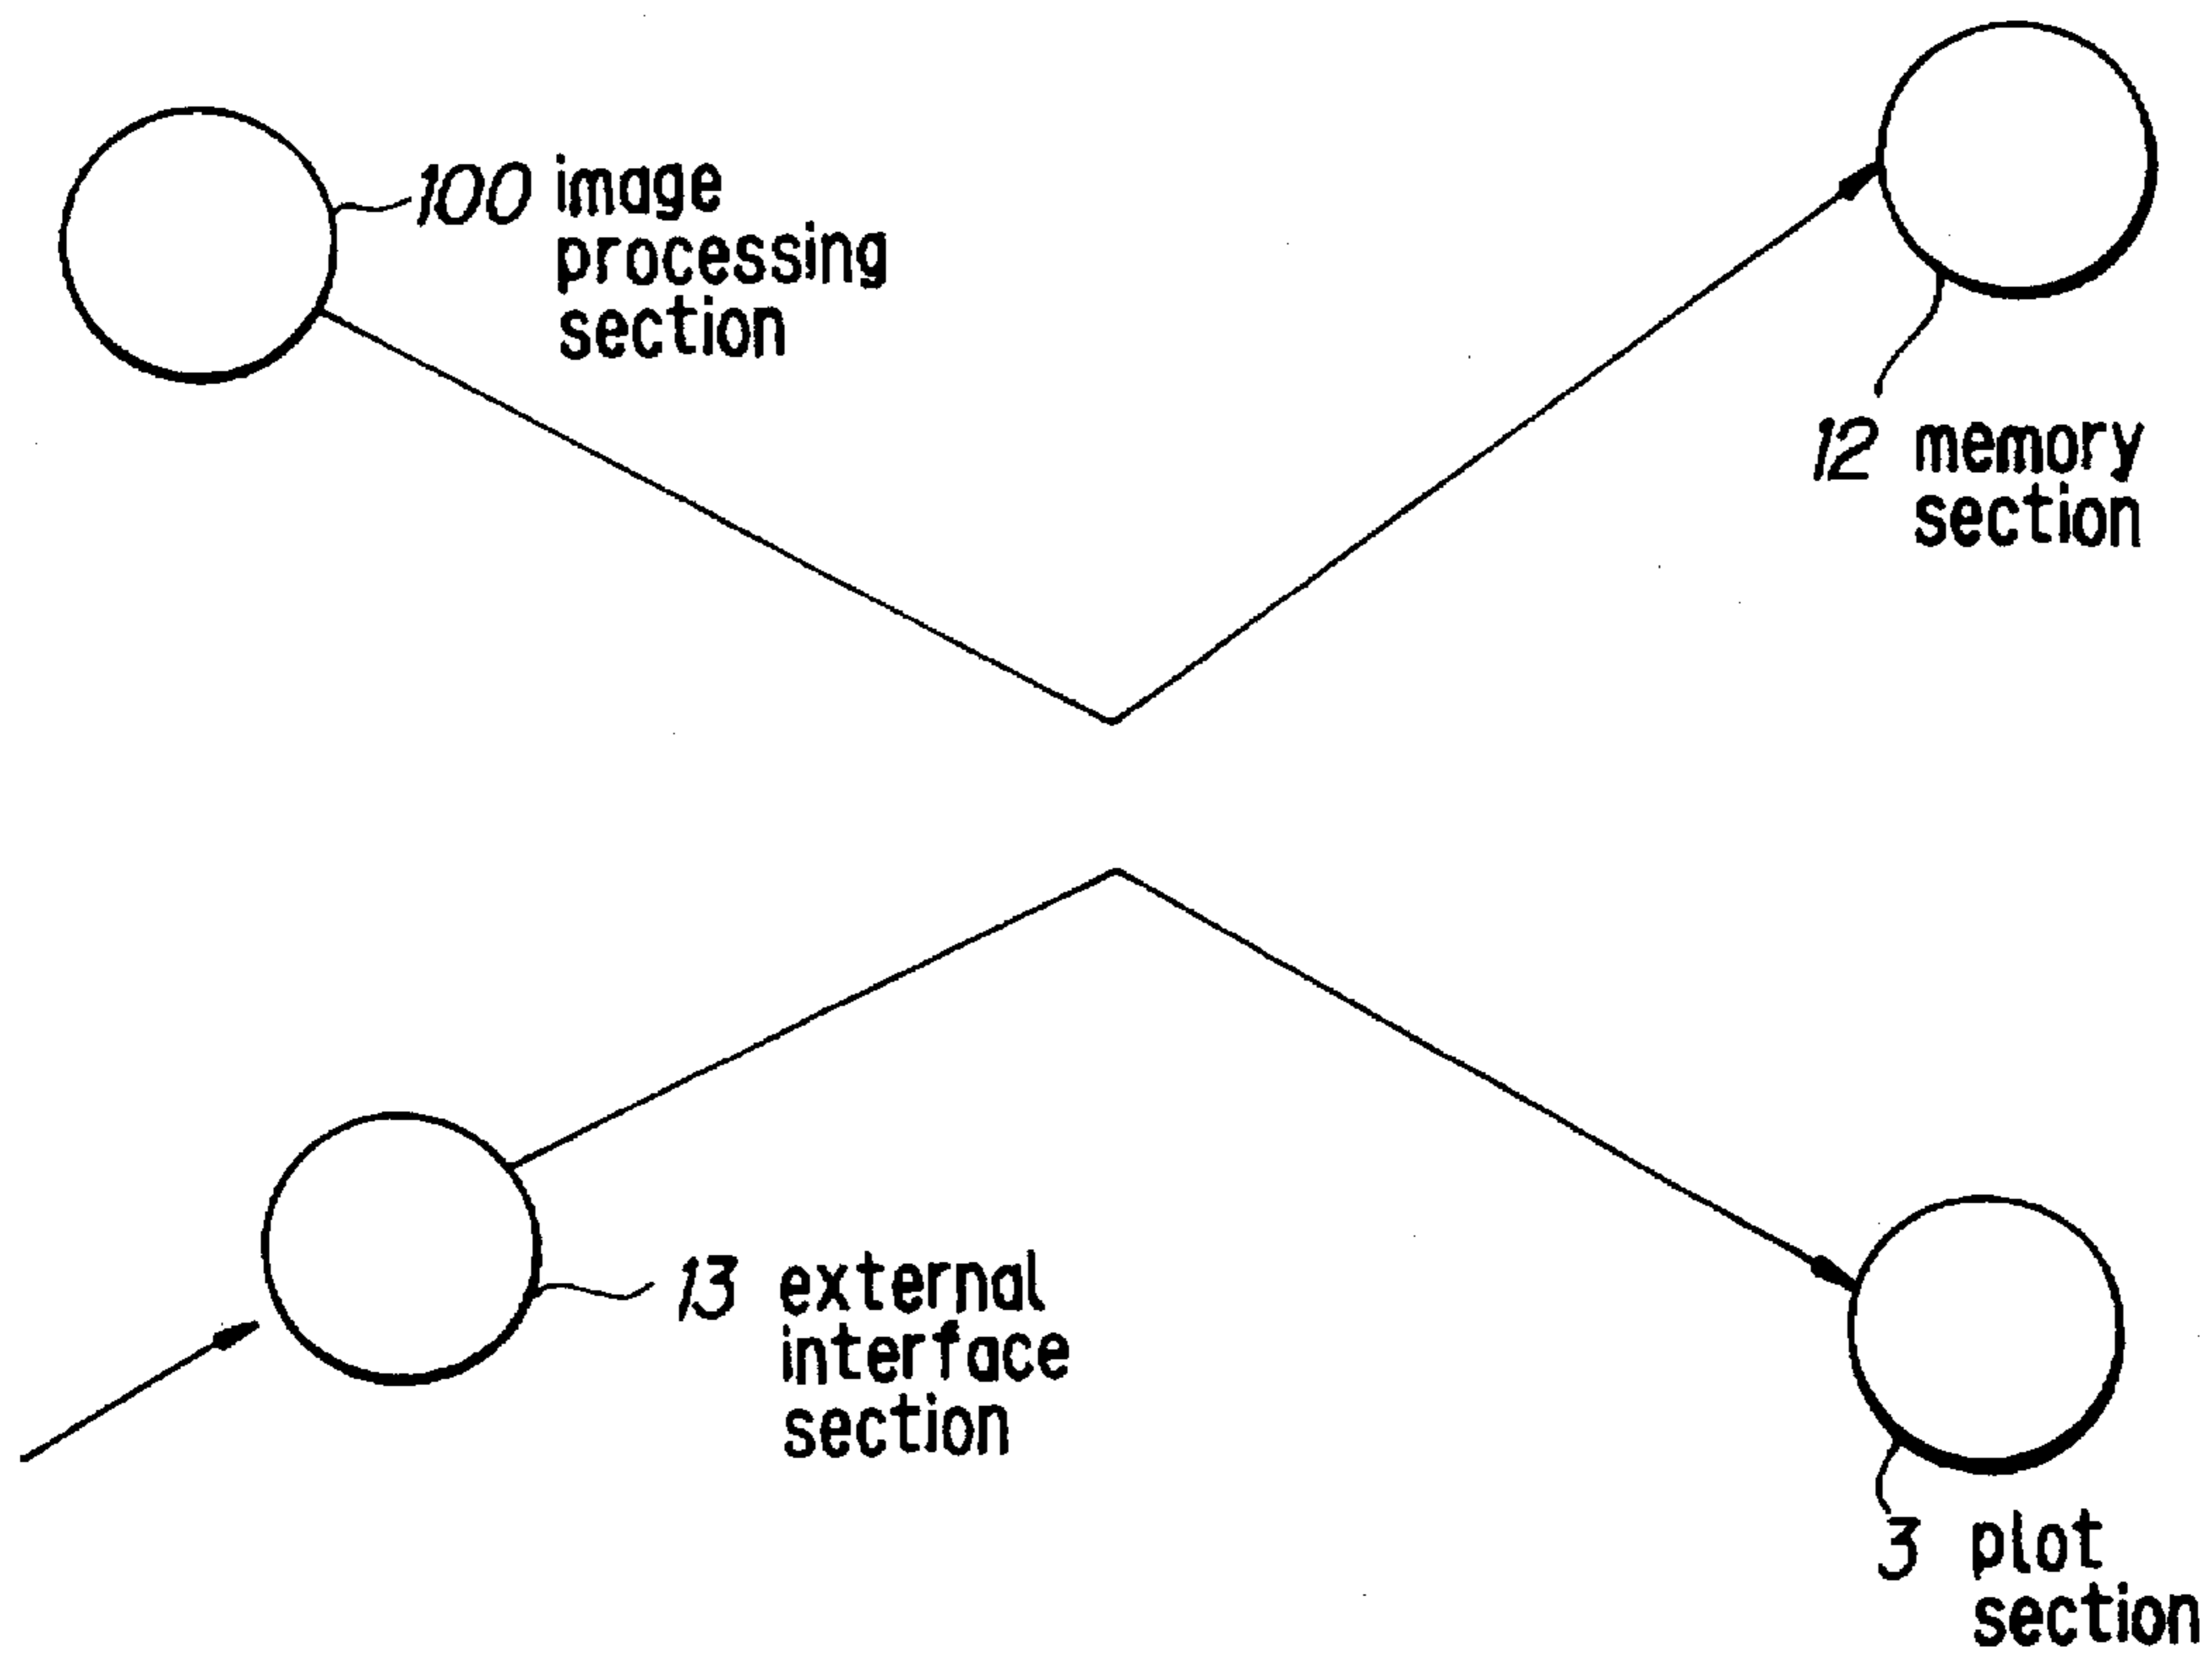 100 image
processing
section
12 memory
section
13 external
interface
section
3 plot
section